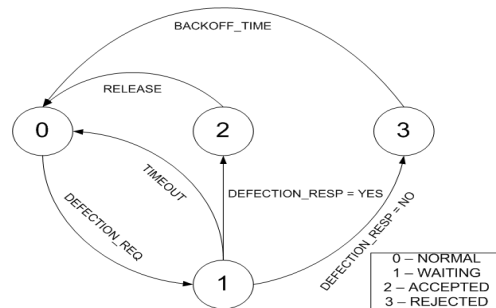 BACKOFF_TIME
RELEASE
0
2
3
TIMEOUT
DEFECTION_REQ
DEFECTION_RESP = YES
DEFECTION_RESP = NO
1
0 – NORMAL
1 – WAITING
2 – ACCEPTED
3 – REJECTED